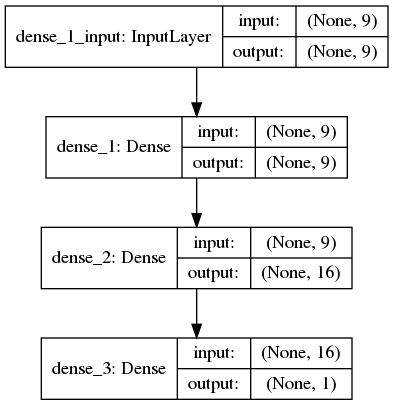 dense_1_input: InputLayer
input: (None, 9)
output: (None, 9)
dense_1: Dense
input: (None, 9)
output: (None, 9)
dense_2: Dense
input: (None, 9)
output: (None, 16)
dense_3: Dense
input: (None, 16)
output: (None, 1)